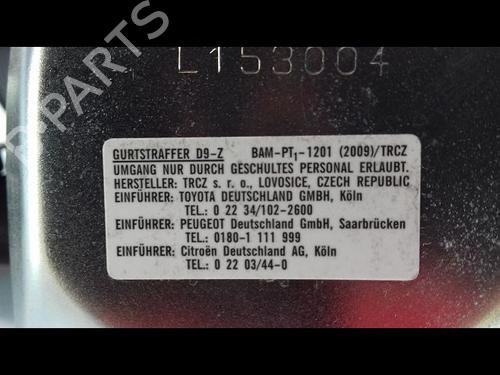 L153004
GURTSTRAFFER D9-Z BAM-PT₁-1201 (2009)/TRCZ
UMGANG NUR DURCH GESCHULTES PERSONAL ERLAUBT.
HERSTELLER: TRCZ s. r. o., LOVOSICE, CZECH REPUBLIC
EINFÜHRER: TOYOTA DEUTSCHLAND GMBH, Köln
TEL.: 0 22 34/102-2600
EINFÜHRER: PEUGEOT Deutschland GmbH, Saarbrücken
TEL.: 0180-1 111 999
EINFÜHRER: Citroën Deutschland AG, Köln
TEL.: 0 22 03/44-0
B-PARTS